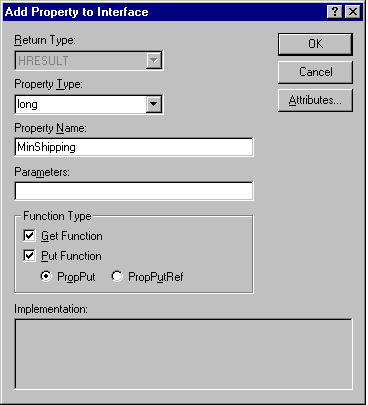 Add Property to Interface
Return Type:
HRESULT
OK
Property Type:
Cancel
long
Attributes...
Property Name:
MinShipping
Parameters:
Function Type
Get Function
Put Function
PropPut PropPutRef
Implementation: